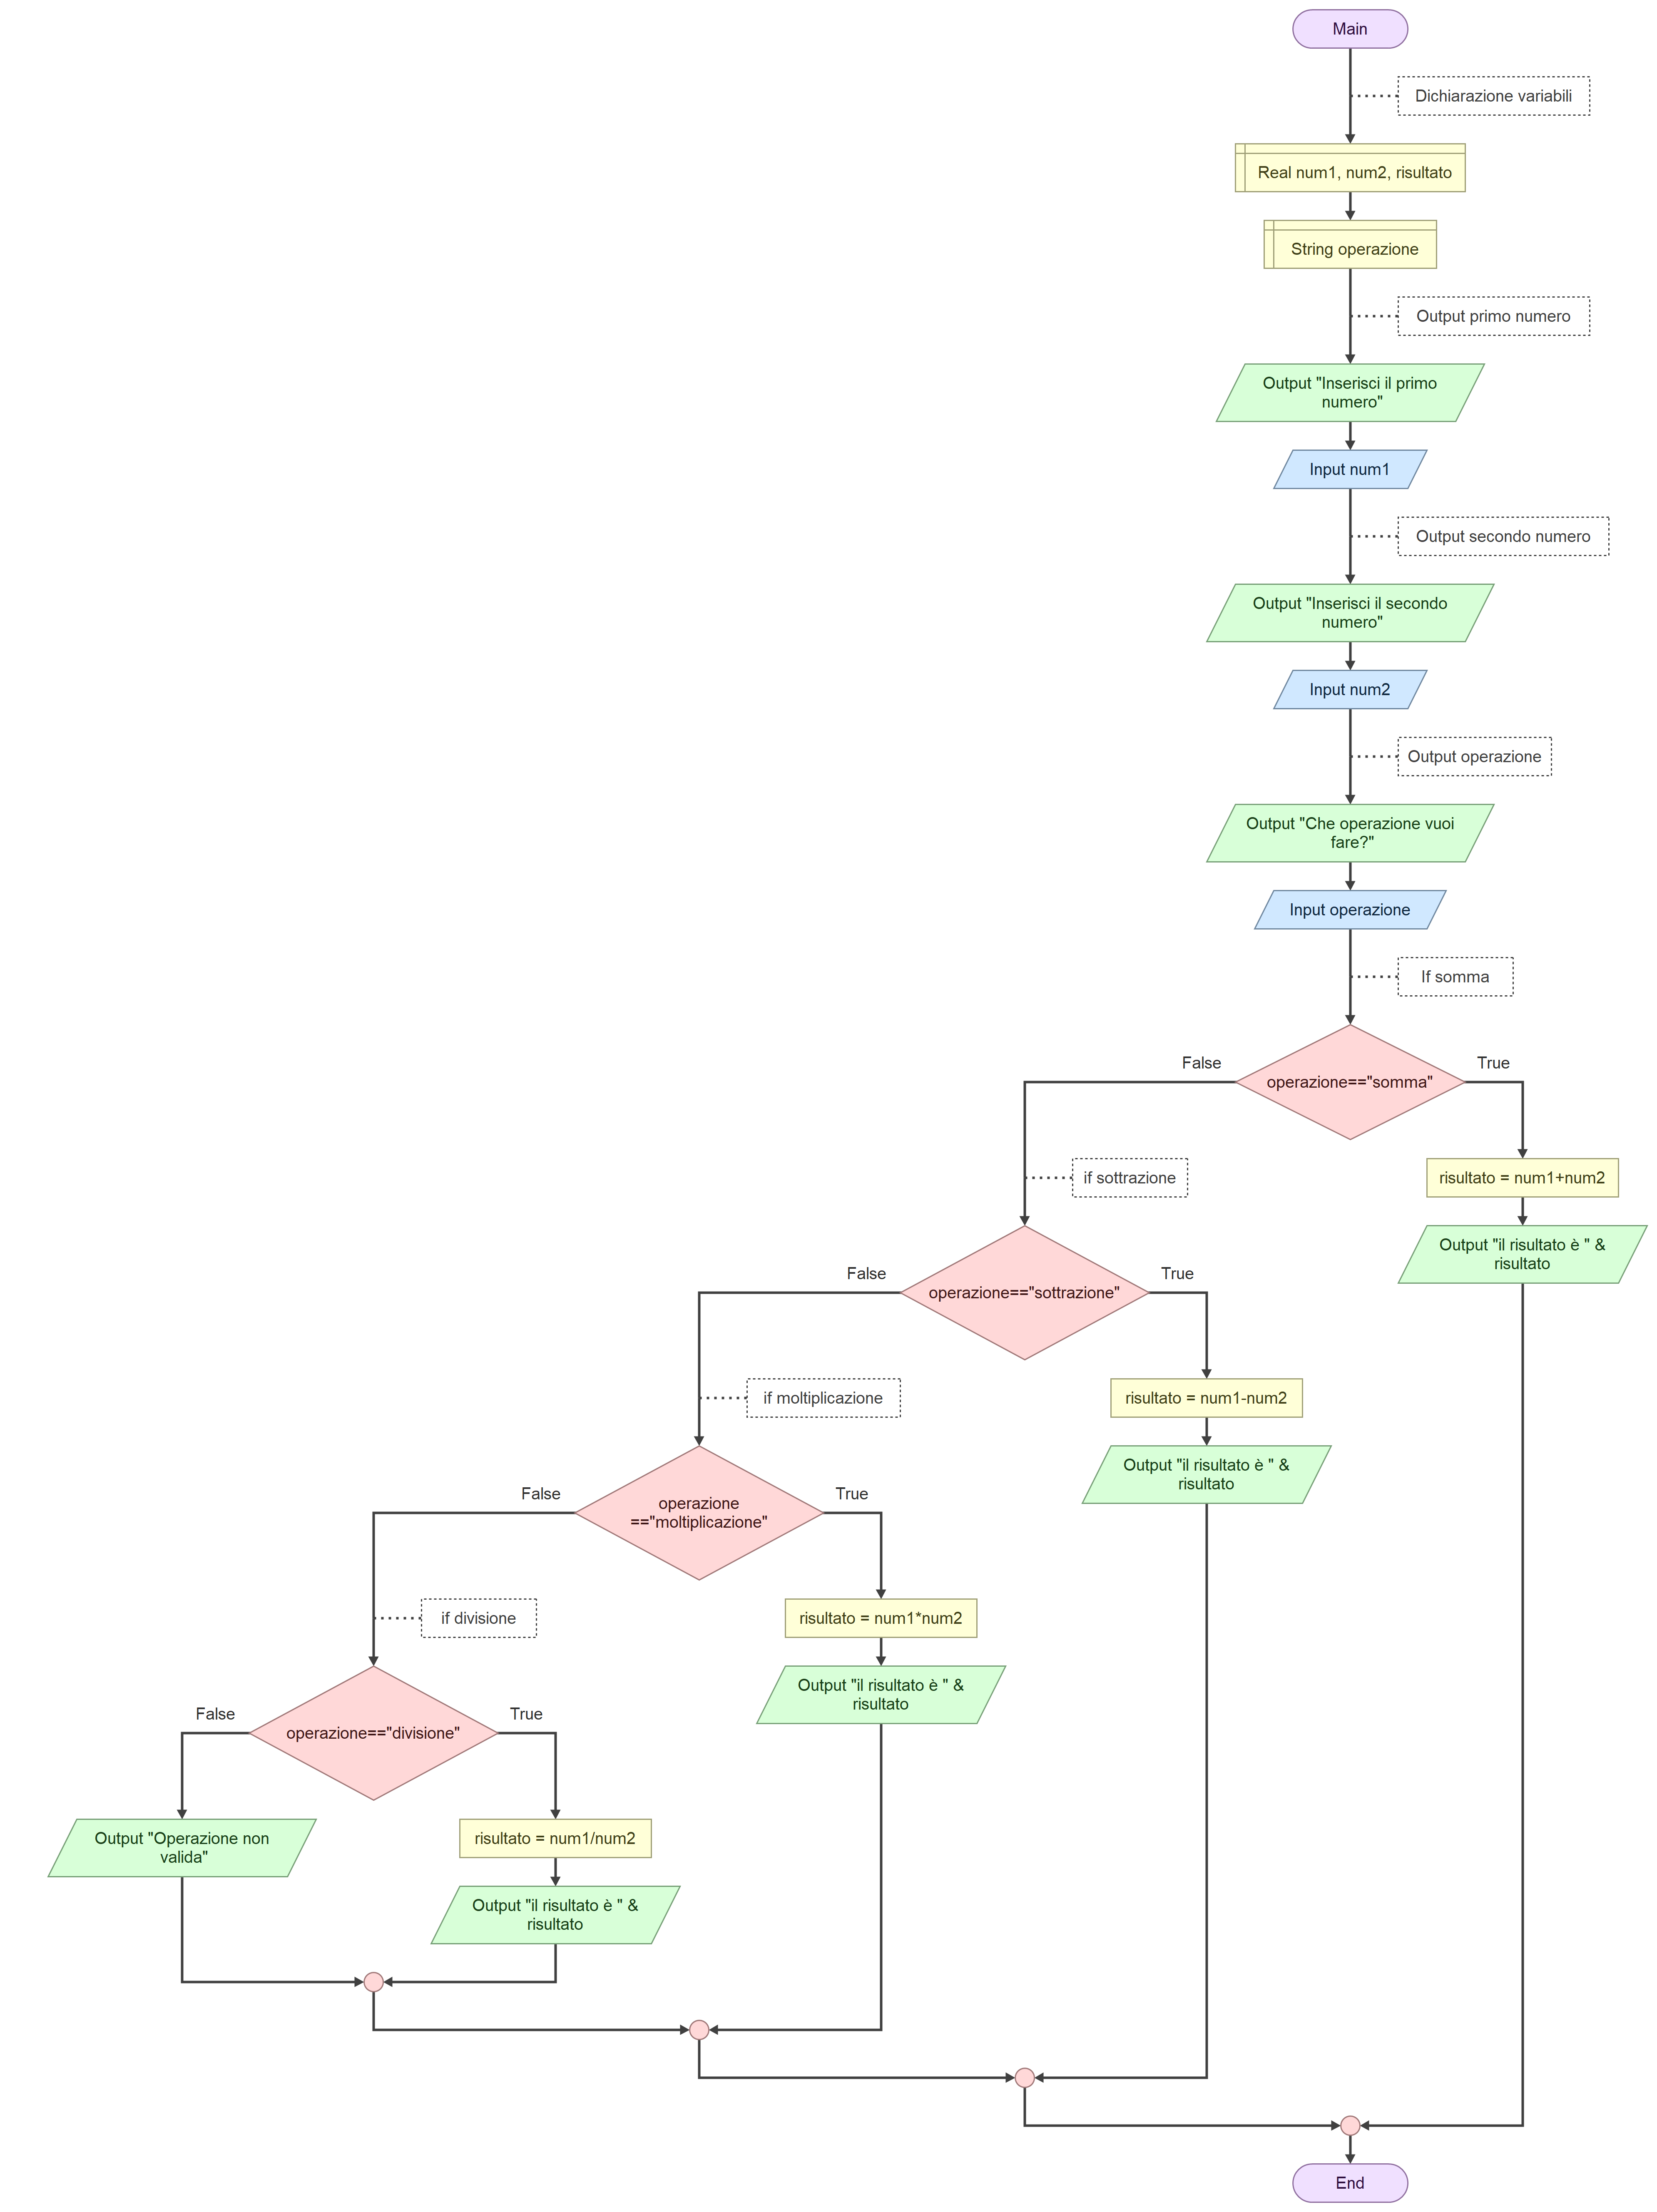 Main
Dichiarazione variabili
Real num1, num2, risultato
String operazione
Output primo numero
Output "Inserisci il primo
numero"
Input num1
Output secondo numero
Output "Inserisci il secondo
numero"
Input num2
Output operazione
Output "Che operazione vuoi
fare?"
Input operazione
If somma
False
True
operazione=="somma"
if sottrazione
risultato = num1+num2
Output "il risultato è " &
risultato
False
True
operazione=="sottrazione"
if moltiplicazione
risultato = num1-num2
Output "il risultato è " &
risultato
False
True
operazione
=="moltiplicazione"
if divisione
risultato = num1*num2
Output "il risultato è " &
risultato
False
True
operazione=="divisione"
Output "Operazione non
valida"
risultato = num1/num2
Output "il risultato è " &
risultato
End